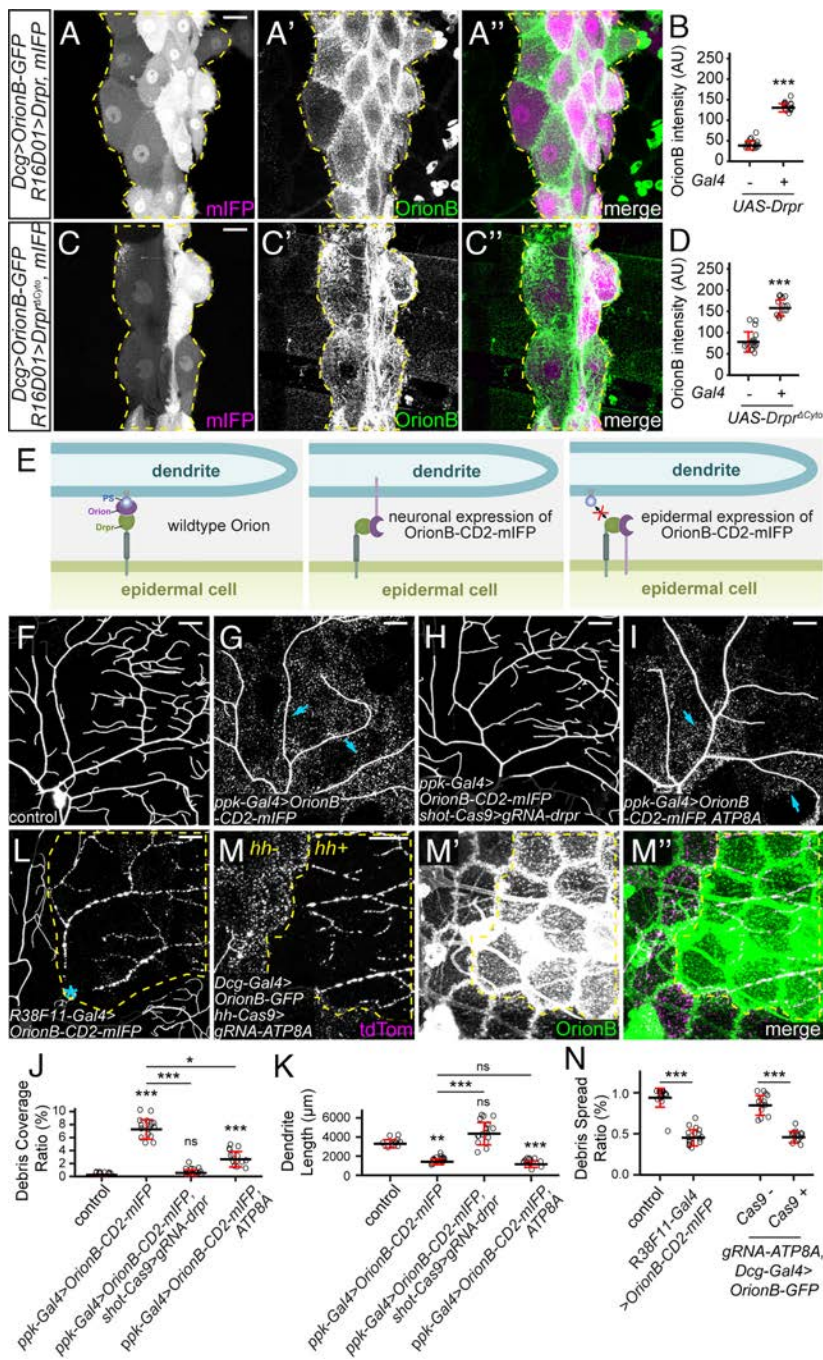 Dcg>OrionB-GFP
R16D01>Drpr, mIFP
A
mIFP
A'
OrionB
A''
merge
B
OrionB intensity (AU)
250
200
150
100
50
0
***
Gal4 - +
UAS-Drpr
Dcg>OrionB-GFP
R16D01>DrprΔCyto, mIFP
C
mIFP
C'
OrionB
C''
merge
D
OrionB intensity (AU)
250
200
150
100
50
0
***
Gal4 - +
UAS-DrprΔCyto
E
dendrite
PS
Orion
Drpr
wildtype Orion
epidermal cell
dendrite
neuronal expression of
OrionB-CD2-mIFP
epidermal cell
dendrite
epidermal expression of
OrionB-CD2-mIFP
epidermal cell
F
control
G
ppk-Gal4>OrionB
-CD2-mIFP
H
ppk-Gal4>
OrionB-CD2-mIFP
shot-Cas9>gRNA-drpr
I
ppk-Gal4>OrionB
-CD2-mIFP, ATP8A
L
R38F11-Gal4>
OrionB-CD2-mIFP
M
hh-
hh+
Dcg-Gal4>
OrionB-GFP
hh-Cas9>
gRNA-ATP8A
tdTom
M'
OrionB
M''
merge
J
Debris Coverage
Ratio (%)
12
10
8
6
4
2
0
*
***
***
ns
***
control
ppk-Gal4>OrionB-CD2-mIFP
ppk-Gal4>OrionB-CD2-mIFP,
shot-Cas9>gRNA-drpr
ppk-Gal4>OrionB-CD2-mIFP,
ATP8A
K
Dendrite
Length (μm)
6000
4000
2000
0
ns
***
ns
**
***
control
ppk-Gal4>OrionB-CD2-mIFP
ppk-Gal4>OrionB-CD2-mIFP,
shot-Cas9>gRNA-drpr
ppk-Gal4>OrionB-CD2-mIFP,
ATP8A
N
Debris Spread
Ratio (%)
1.0
0.5
0
***
***
control
R38F11-Gal4
>OrionB-CD2-mIFP
Cas9 -
Cas9 +
gRNA-ATP8A,
Dcg-Gal4>
OrionB-GFP